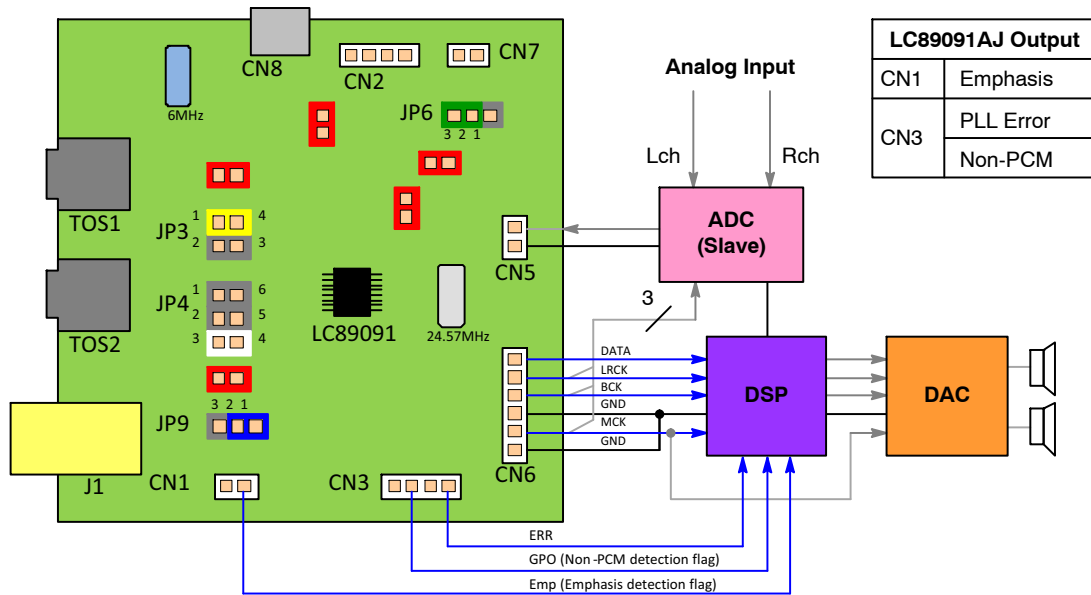 CN8
CN2
CN7
6MHz
JP6
3 2 1
TOS1
JP3
1
4
2
3
TOS2
JP4
1
6
2
5
3
4
LC89091
24.57MHz
CN5
JP9
3 2 1
J1
CN1
CN3
CN6
Analog Input
Lch
Rch
ADC
(Slave)
3
DATA
LRCK
BCK
GND
MCK
GND
DSP
DAC
ERR
GPO (Non-PCM detection flag)
Emp (Emphasis detection flag)
LC89091AJ Output
CN1 Emphasis
CN3 PLL Error
Non-PCM